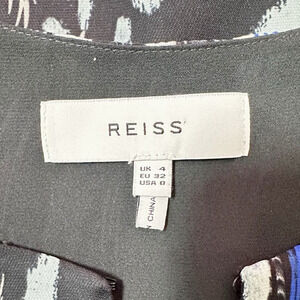 REISS
UK 4
EU 32
USA 0
N CHINA